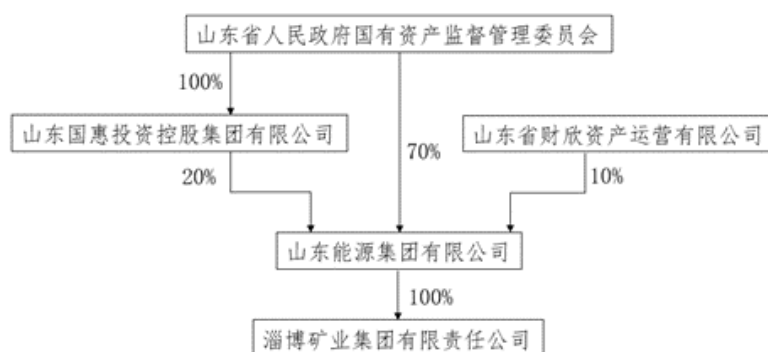 山东省人民政府国有资产监督管理委员会
100%
山东国惠投资控股集团有限公司
山东省财欣资产运营有限公司
20%
70%
10%
山东能源集团有限公司
100%
淄博矿业集团有限责任公司